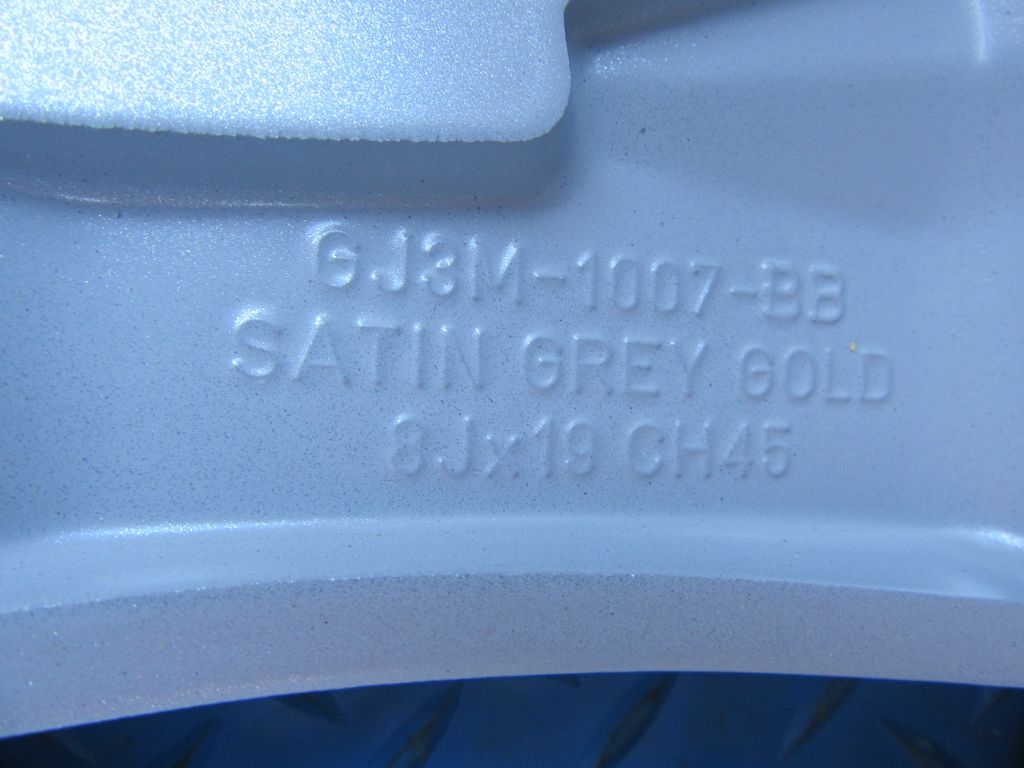 GJ3M-1007-BB
SATIN GREY GOLD
8Jx19 CH45